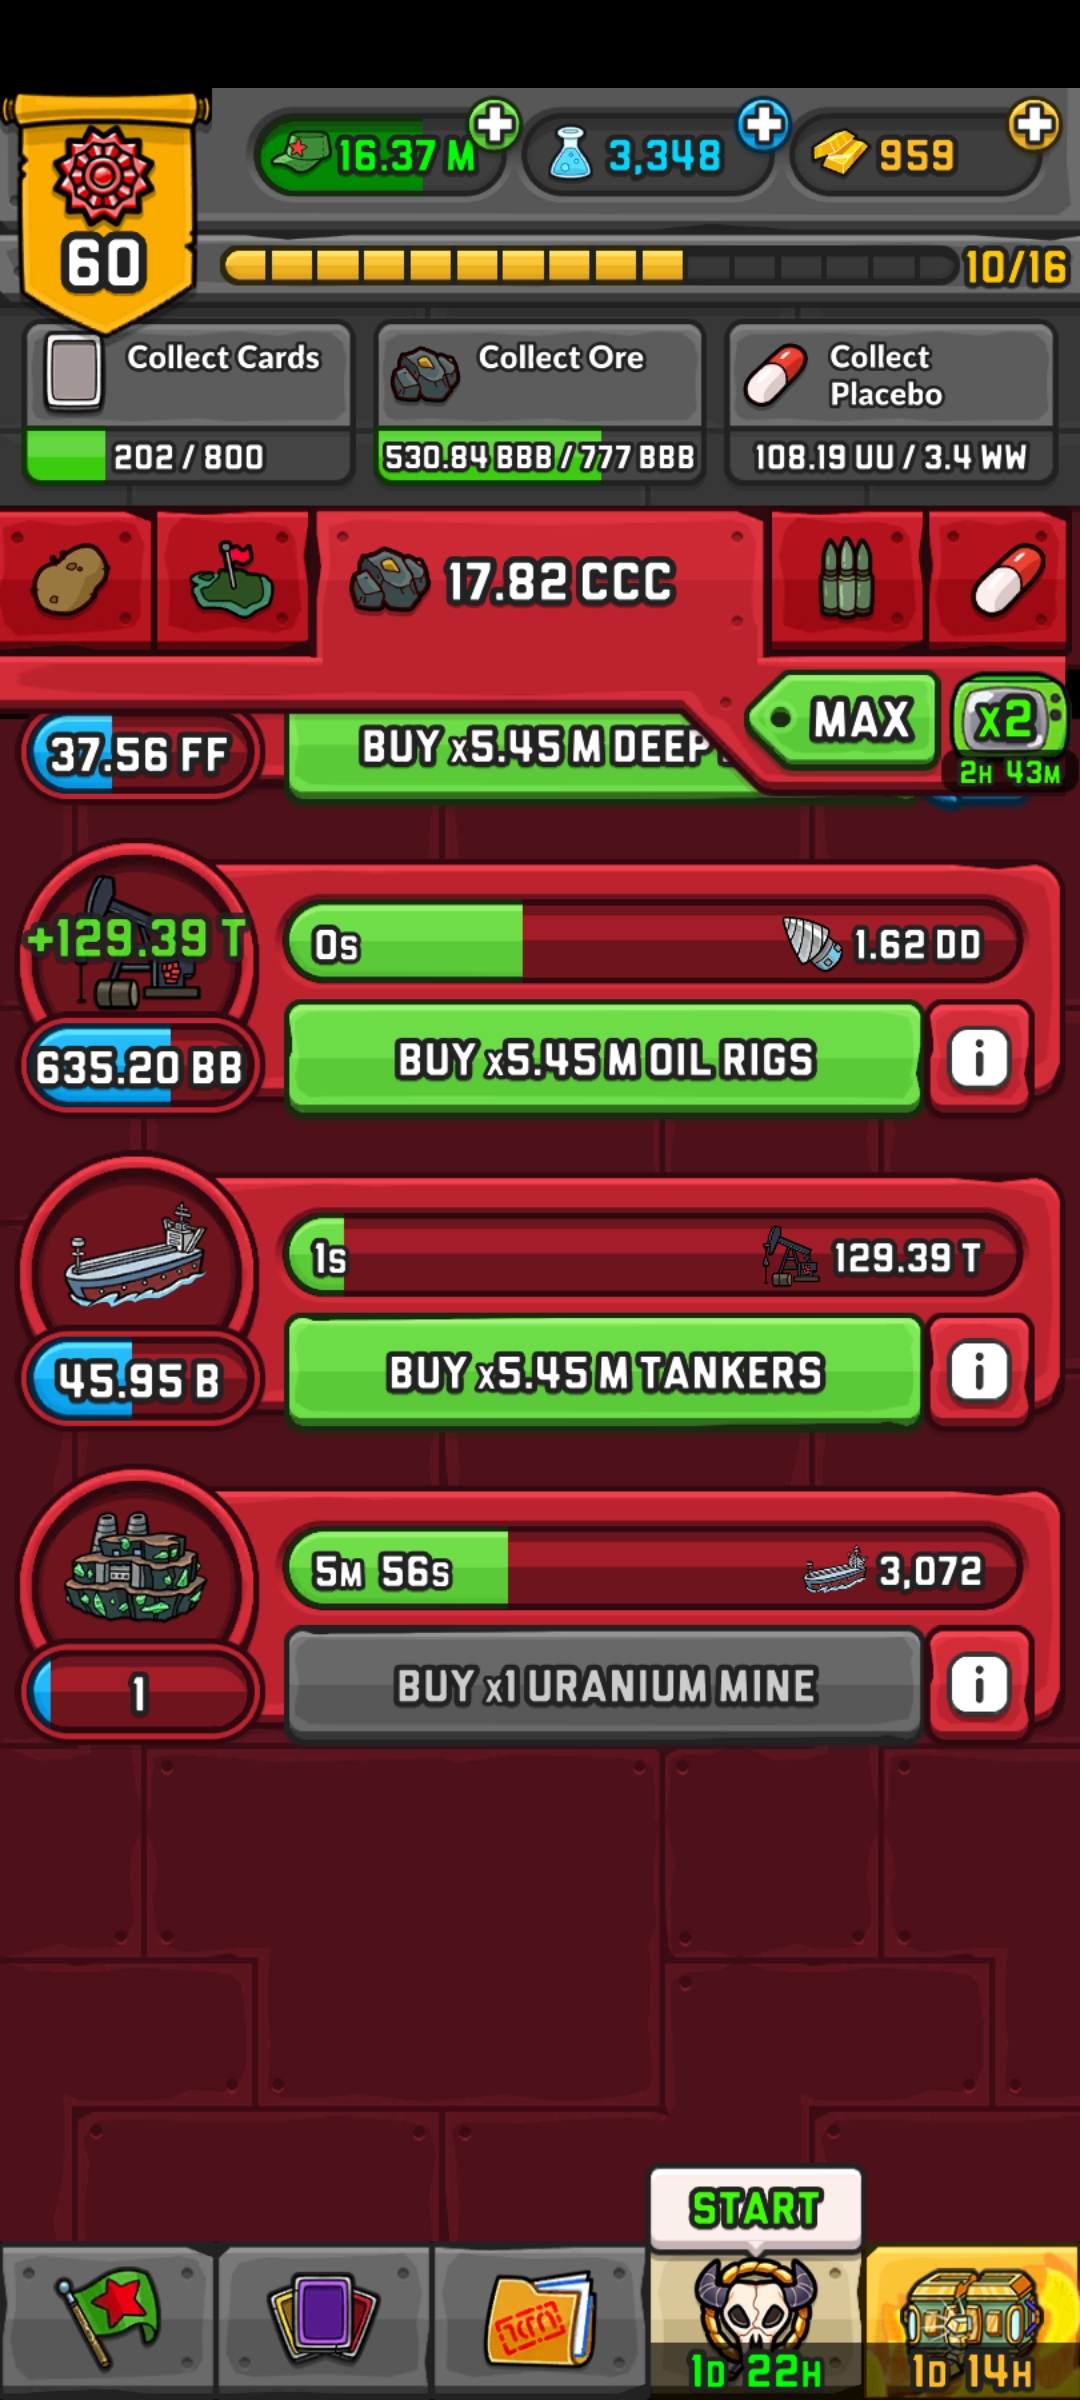 16.37 M
3,348
959
60
10/16
Collect Cards
202 / 800
Collect Ore
530.84 BBB / 777 BBB
Collect
Placebo
108.19 UU / 3.4 WW
17.82 CCC
MAX
x2
2H 43M
37.56 FF
BUY x5.45 M DEEP
+129.39 T
0s
1.62 DD
635.20 BB
BUY x5.45 M OIL RIGS
i
1s
129.39 T
45.95 B
BUY x5.45 M TANKERS
i
5M 56s
3,072
1
BUY x1 URANIUM MINE
i
START
1D 22H
1D 14H